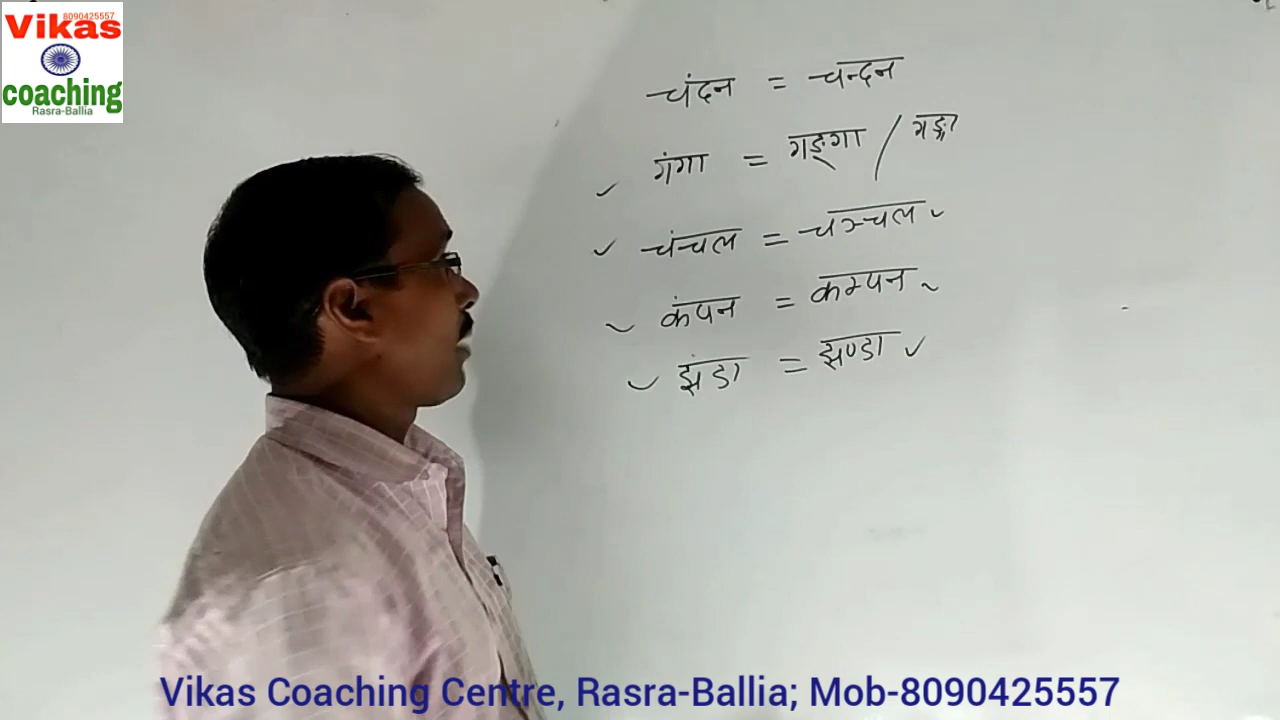 8090425557
Vikas
coaching
Rasra-Ballia
चंदन = चन्दन
गंगा = गङ्‌गा / गङ्गा
चंचल = चञ्चल
कंपन = कम्पन
झंडा = झण्डा
Vikas Coaching Centre, Rasra-Ballia; Mob-8090425557